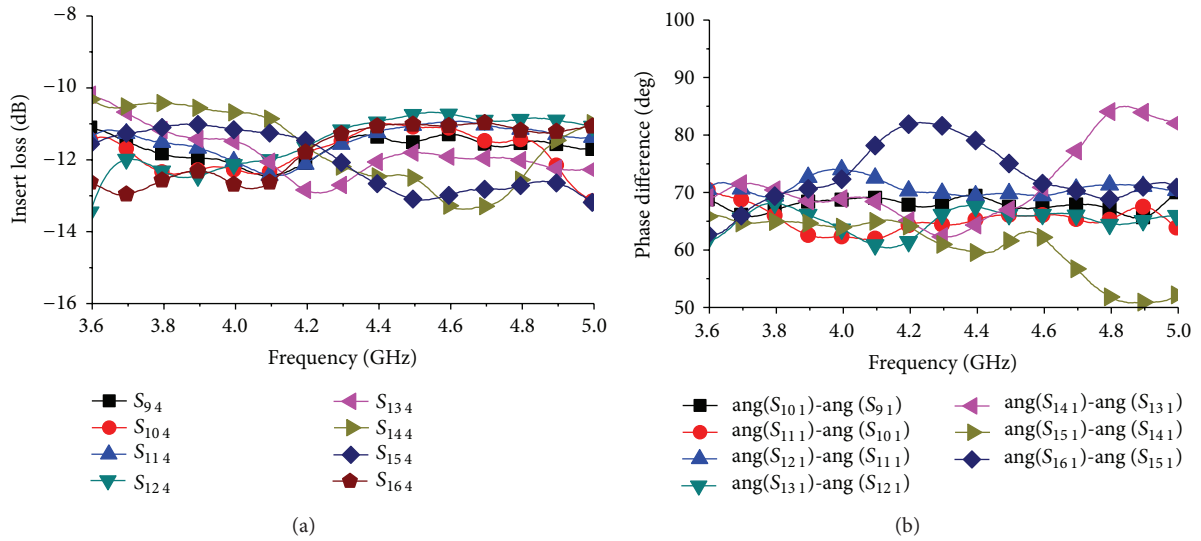 −8
−10
−12
−14
−16
Insert loss (dB)
3.6 3.8 4.0 4.2 4.4 4.6 4.8 5.0
Frequency (GHz)
S9 4
S10 4
S11 4
S12 4
S13 4
S14 4
S15 4
S16 4
(a)
100
90
80
70
60
50
Phase difference (deg)
3.6 3.8 4.0 4.2 4.4 4.6 4.8 5.0
Frequency (GHz)
ang(S10 1)-ang (S9 1)
ang(S11 1)-ang (S10 1)
ang(S12 1)-ang (S11 1)
ang(S13 1)-ang (S12 1)
ang(S14 1)-ang (S13 1)
ang(S15 1)-ang (S14 1)
ang(S16 1)-ang (S15 1)
(b)